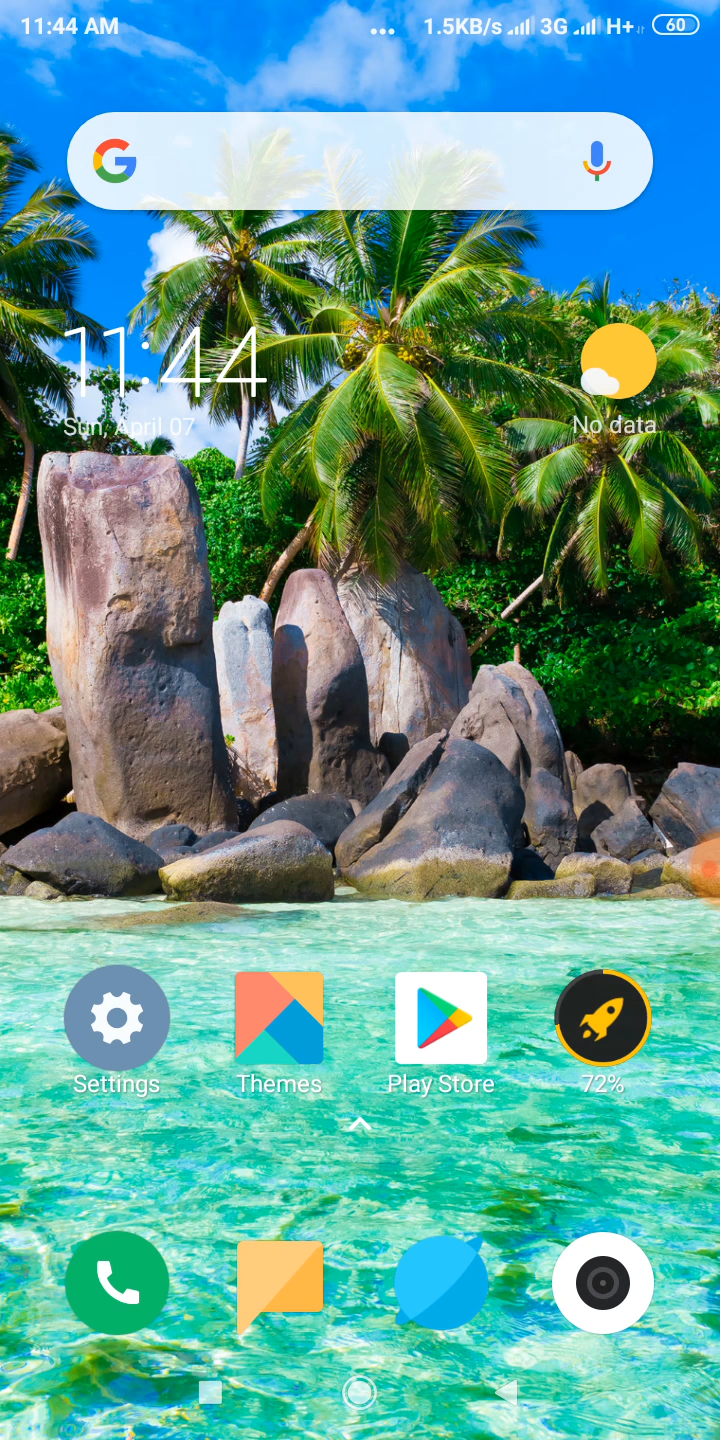 11:44 AM ... 1.5KB/s 3G H+ 60
11:44
Sun, April 07
No data
Settings Themes Play Store 72%